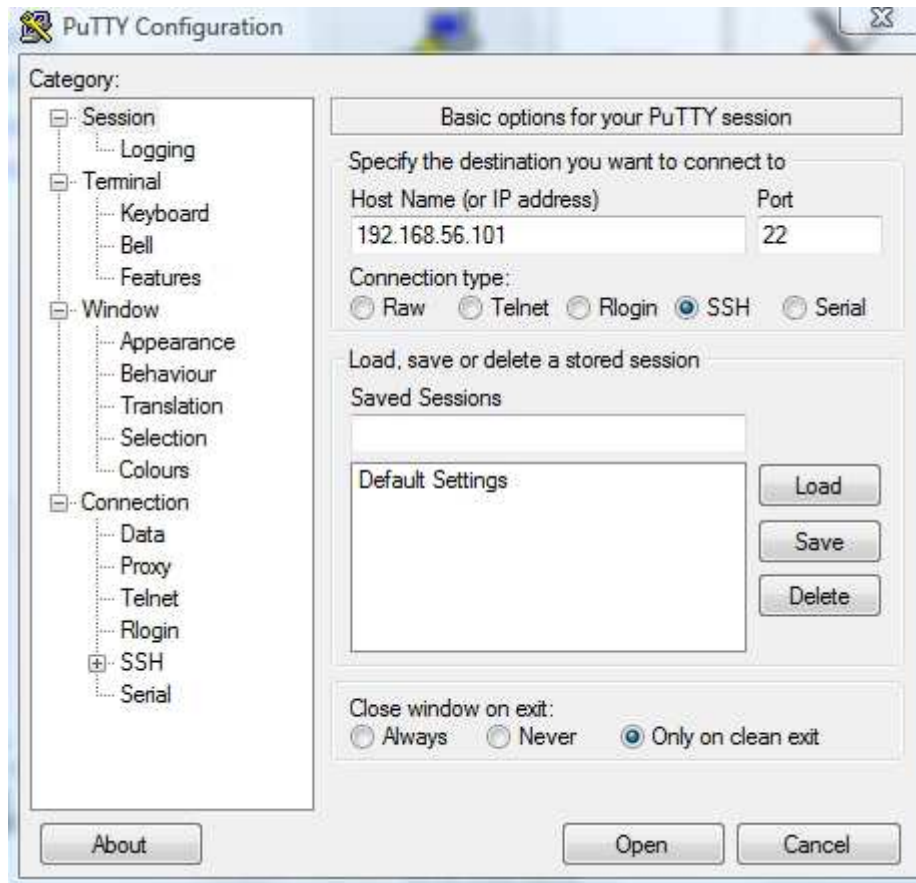 PuTTY Configuration
Category:
Session
Logging
Terminal
Keyboard
Bell
Features
Window
Appearance
Behaviour
Translation
Selection
Colours
Connection
Data
Proxy
Telnet
Rlogin
SSH
Serial
Basic options for your PuTTY session
Specify the destination you want to connect to
Host Name (or IP address) Port
192.168.56.101 22
Connection type:
Raw Telnet Rlogin SSH Serial
Load, save or delete a stored session
Saved Sessions
Default Settings
Load
Save
Delete
Close window on exit:
Always Never Only on clean exit
About Open Cancel